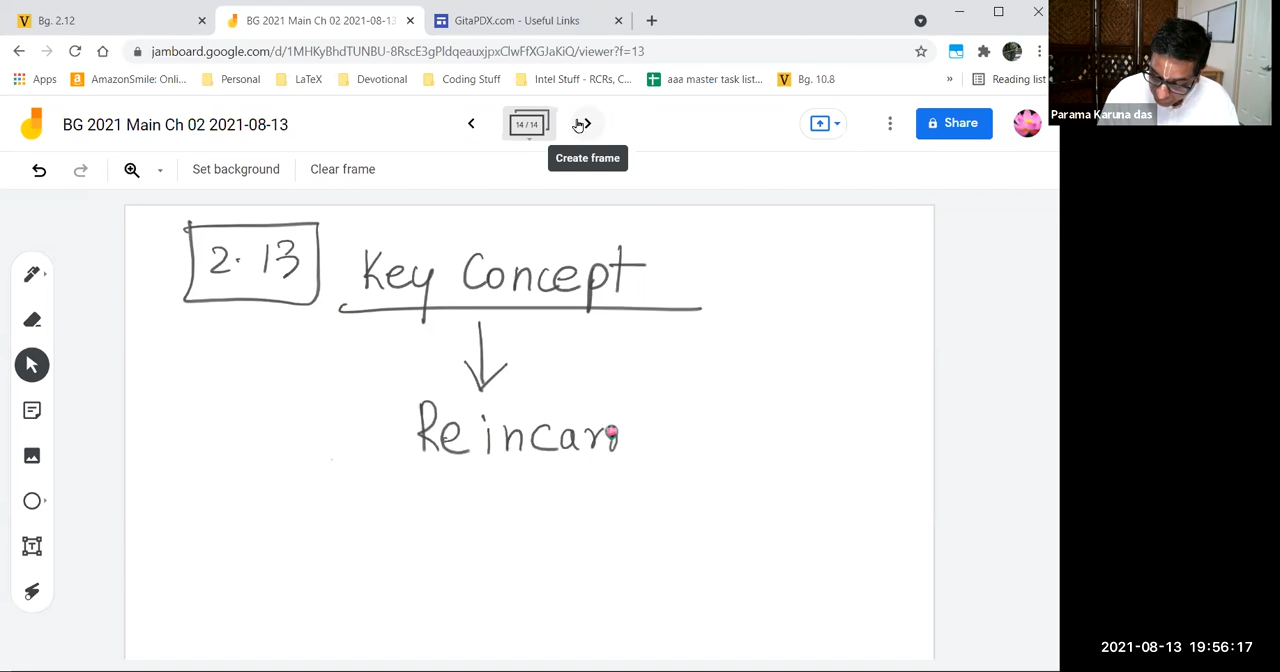 Bg. 2.12
BG 2021 Main Ch 02 2021-08-13
GitaPDX.com - Useful Links
jamboard.google.com/d/1MHKyBhdTUNBU-8RscE3gPldqeauxjpxClwFfXGJaKiQ/viewer?f=13
Apps AmazonSmile: Onli... Personal LaTeX Devotional Coding Stuff Intel Stuff - RCRs, C... aaa master task list... Bg. 10.8 » Reading list
BG 2021 Main Ch 02 2021-08-13
14 / 14
Share
Parama Karuna das
Create frame
Set background Clear frame
2.13 Key Concept
Reincar
2021-08-13 19:56:17